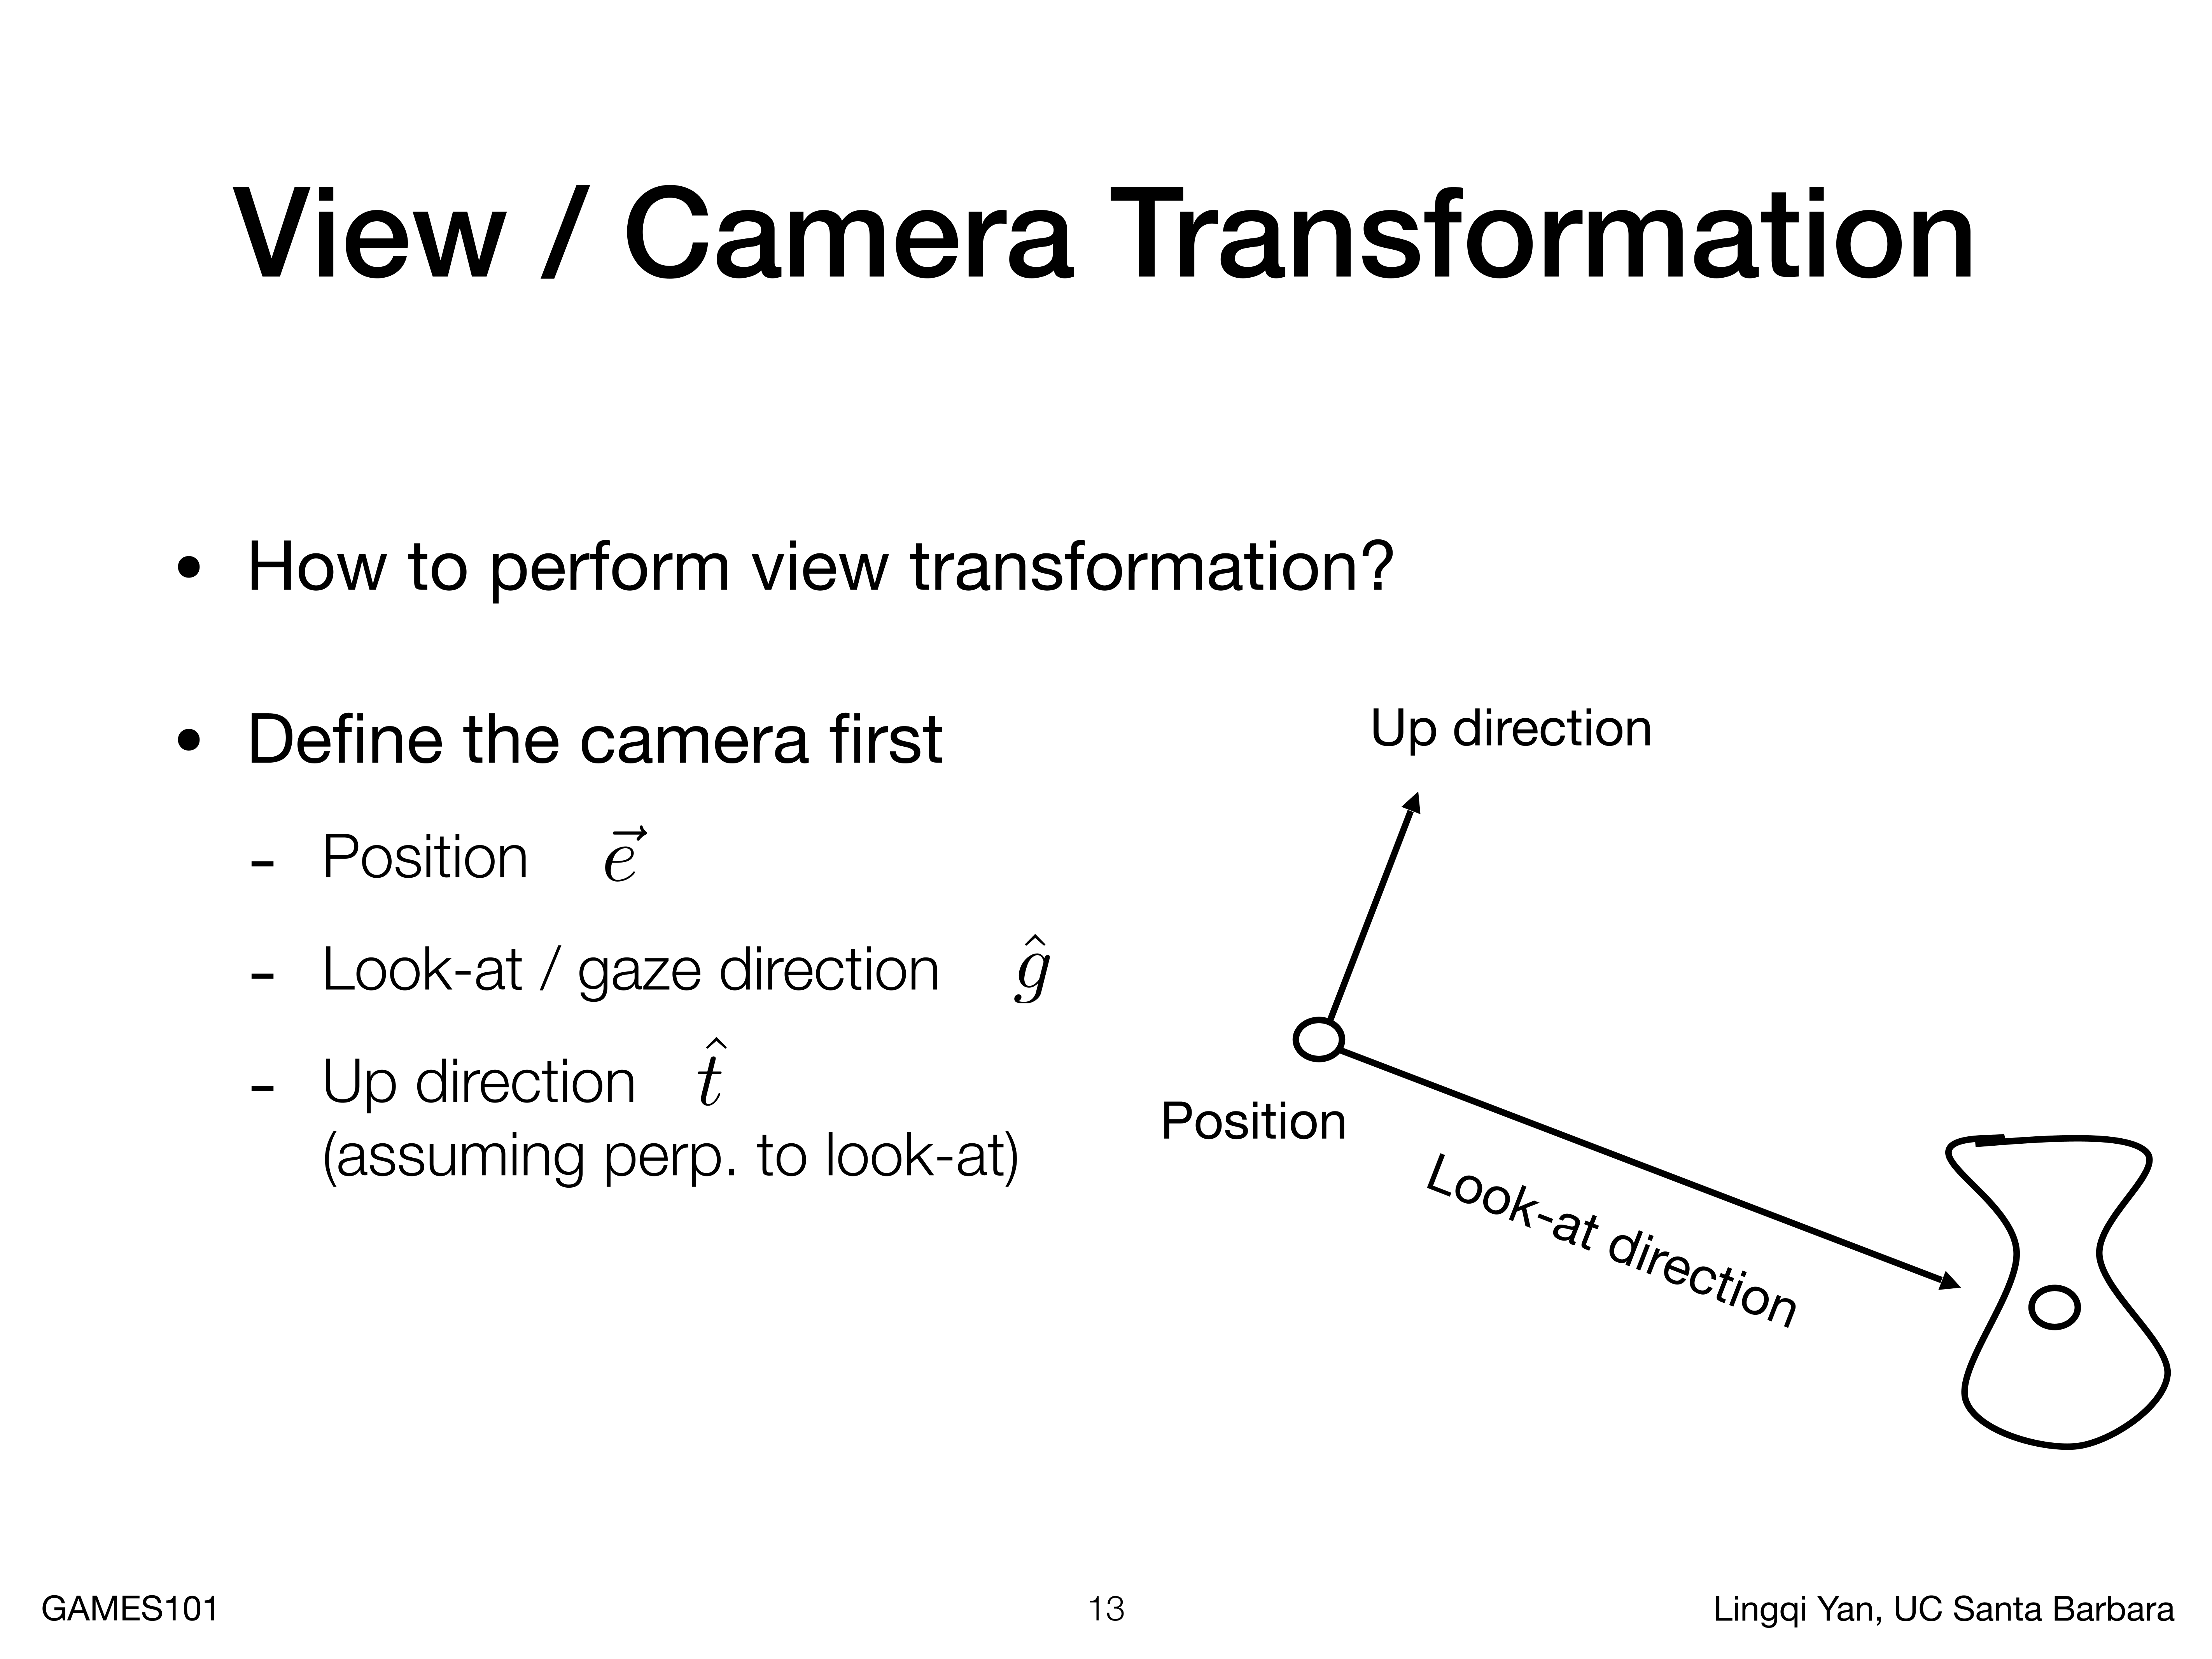 View / Camera Transformation
• How to perform view transformation?
• Define the camera first
- Position $\vec{e}$
- Look-at / gaze direction $\hat{g}$
- Up direction $\hat{t}$
(assuming perp. to look-at)
Up direction
Position
Look-at direction
GAMES101
13
Lingqi Yan, UC Santa Barbara